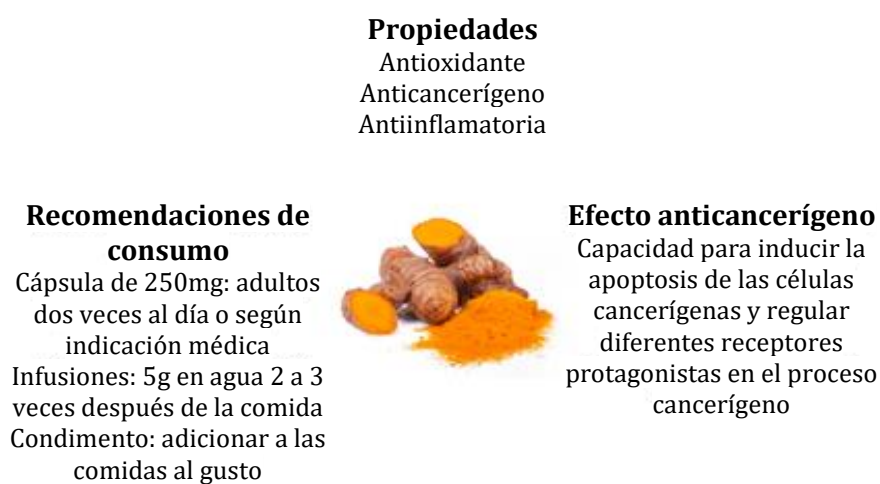 Propiedades
Antioxidante
Anticancerígeno
Antiinflamatoria
Recomendaciones de
consumo
Cápsula de 250mg: adultos
dos veces al día o según
indicación médica
Infusiones: 5g en agua 2 a 3
veces después de la comida
Condimento: adicionar a las
comidas al gusto
Efecto anticancerígeno
Capacidad para inducir la
apoptosis de las células
cancerígenas y regular
diferentes receptores
protagonistas en el proceso
cancerígeno